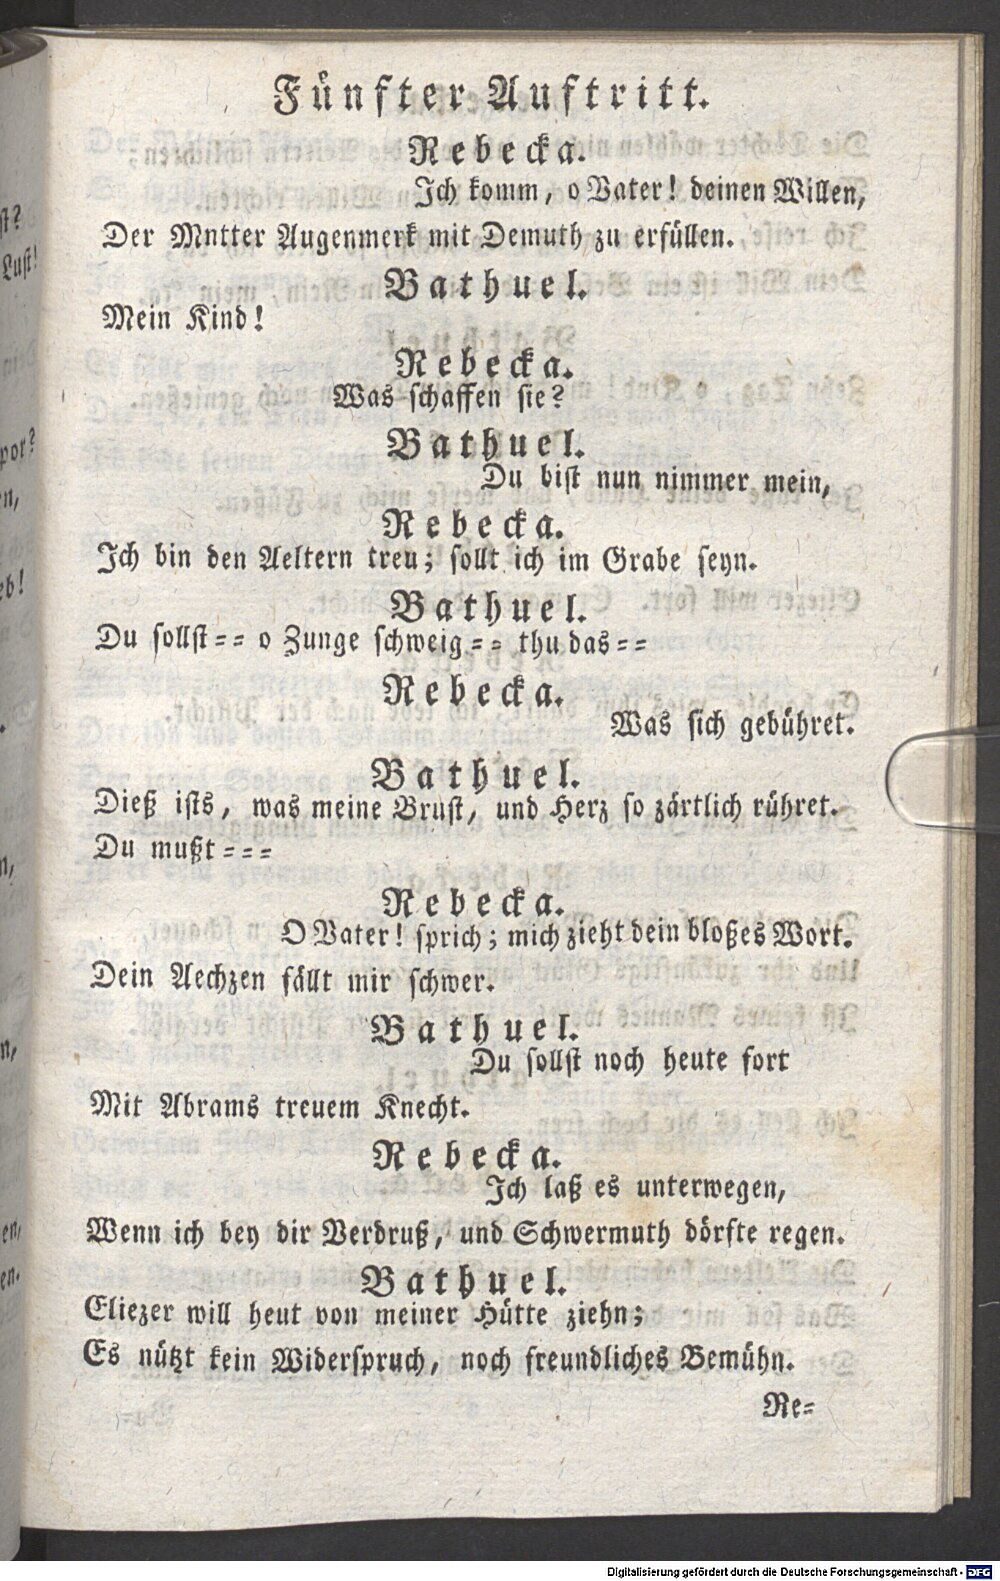 Fünfter Auftritt.
Rebecka.
Ich komm, o Vater! deinen Willen,
Der Mntter Augenmerk mit Demuth zu erfüllen.
Bathuel.
Mein Kind!
Rebecka.
Was schaffen sie?
Bathuel.
Du bist nun nimmer mein,
Rebecka.
Ich bin den Aeltern treu; sollt ich im Grabe seyn.
Bathuel.
Du sollst== o Zunge schweig== thu das==
Rebecka.
Was sich gebühret.
Bathuel.
Dieß ists, was meine Brust, und Herz so zärtlich rühret.
Du mußt===
Rebecka.
O Vater! sprich; mich zieht dein bloßes Wort.
Dein Aechzen fällt mir schwer.
Bathuel.
Du sollst noch heute fort
Mit Abrams treuem Knecht.
Rebecka.
Ich laß es unterwegen,
Wenn ich bey dir Verdruß, und Schwermuth dörfte regen.
Bathuel.
Eliezer will heut von meiner Hütte ziehn;
Es nützt kein Widerspruch, noch freundliches Bemühn.
Re=
Digitalisierung gefördert durch die Deutsche Forschungsgemeinschaft - DFG